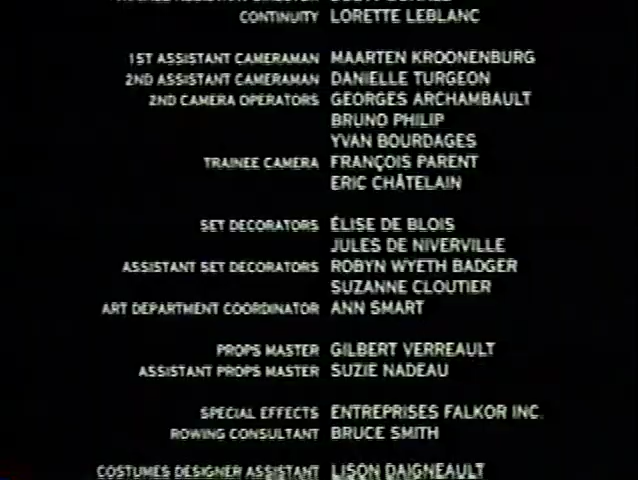 CONTINUITY LORETTE LEBLANC
1ST ASSISTANT CAMERAMAN MAARTEN KROONENBURG
2ND ASSISTANT CAMERAMAN DANIELLE TURGEON
2ND CAMERA OPERATORS GEORGES ARCHAMBAULT
BRUNO PHILIP
YVAN BOURDAGES
TRAINEE CAMERA FRANÇOIS PARENT
ERIC CHÂTELAIN
SET DECORATORS ÉLISE DE BLOIS
JULES DE NIVERVILLE
ASSISTANT SET DECORATORS ROBYN WYETH BADGER
SUZANNE CLOUTIER
ART DEPARTMENT COORDINATOR ANN SMART
PROPS MASTER GILBERT VERREAULT
ASSISTANT PROPS MASTER SUZIE NADEAU
SPECIAL EFFECTS ENTREPRISES FALKOR INC.
ROWING CONSULTANT BRUCE SMITH
COSTUMES DESIGNER ASSISTANT LISON DAIGNEAULT